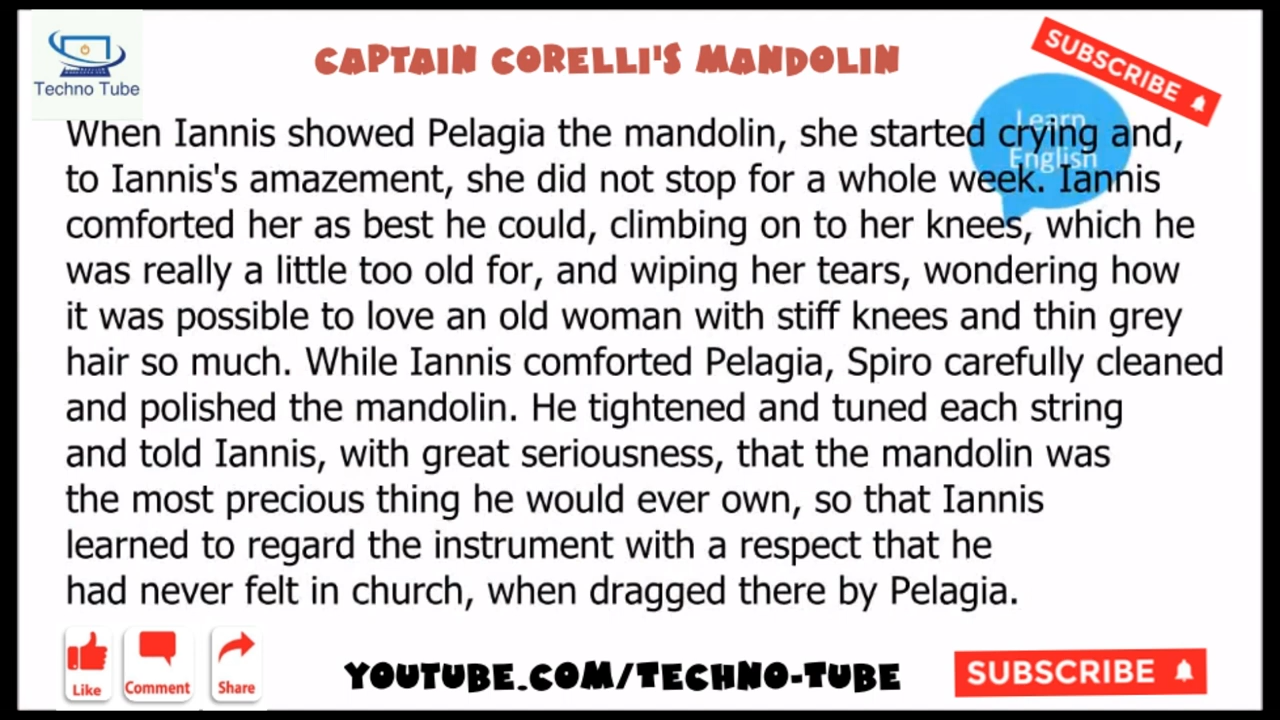 Techno Tube
CAPTAIN CORELLI'S MANDOLIN
SUBSCRIBE
Learn
English
When Iannis showed Pelagia the mandolin, she started crying and,
to Iannis's amazement, she did not stop for a whole week. Iannis
comforted her as best he could, climbing on to her knees, which he
was really a little too old for, and wiping her tears, wondering how
it was possible to love an old woman with stiff knees and thin grey
hair so much. While Iannis comforted Pelagia, Spiro carefully cleaned
and polished the mandolin. He tightened and tuned each string
and told Iannis, with great seriousness, that the mandolin was
the most precious thing he would ever own, so that Iannis
learned to regard the instrument with a respect that he
had never felt in church, when dragged there by Pelagia.
Like
Comment
Share
YOUTUBE.COM/TECHNO-TUBE
SUBSCRIBE